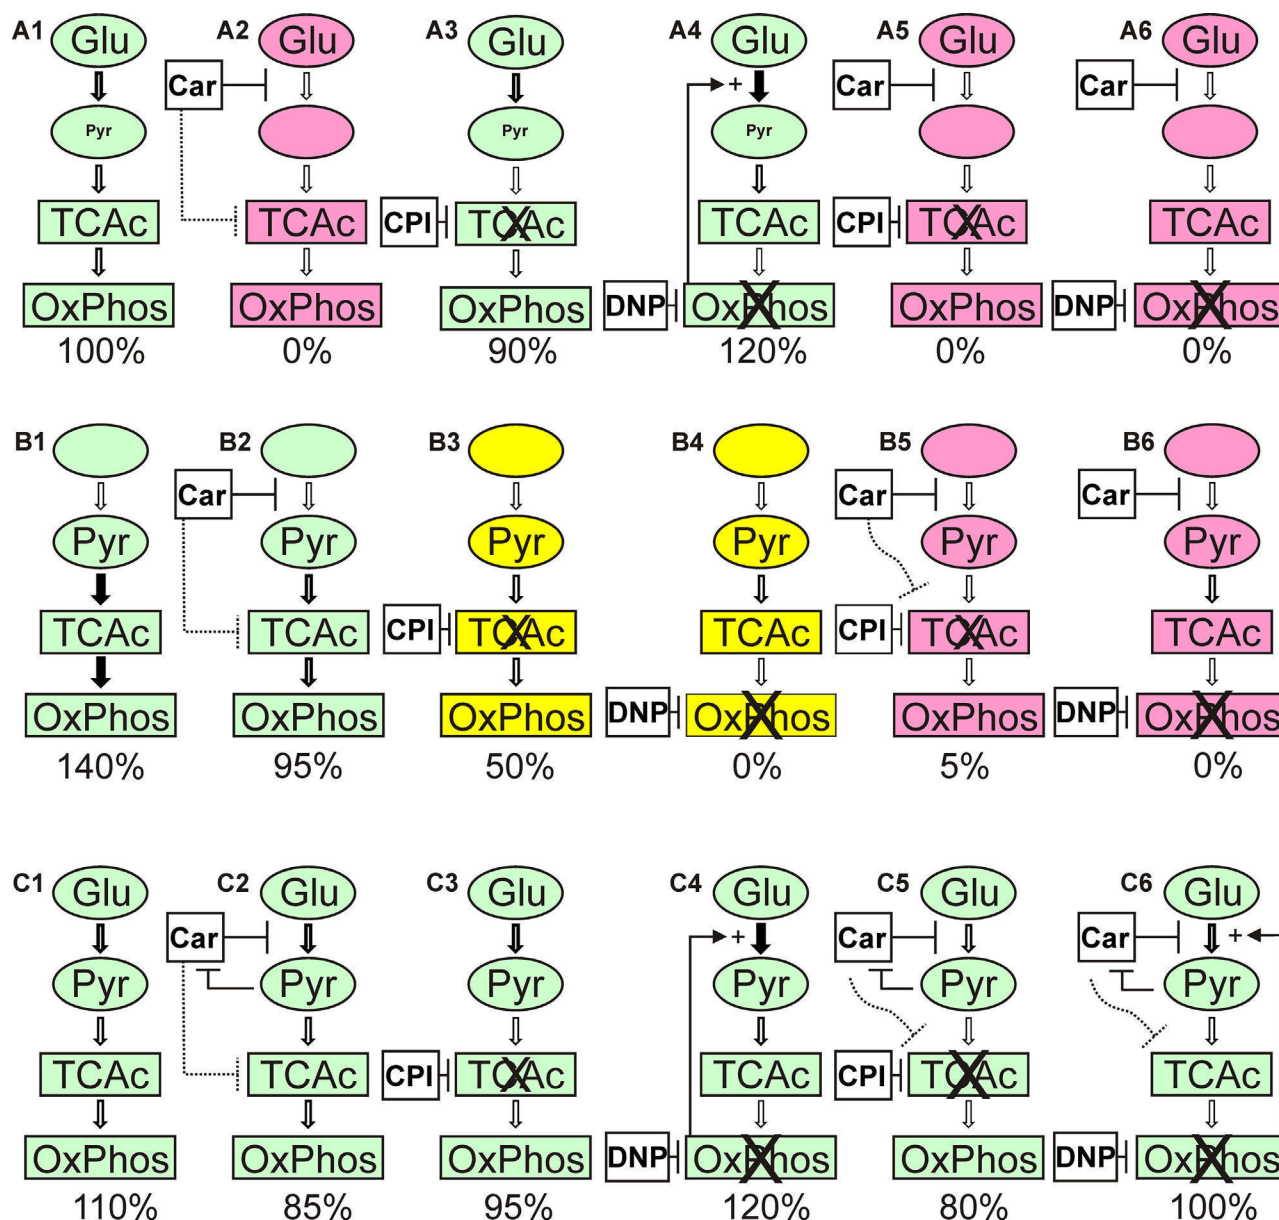 A1 Glu A2 Glu A3 Glu A4 Glu A5 Glu A6 Glu
Car + Car Car
Pyr Pyr Pyr
TCAc TCAc CPI TCAc TCAc CPI TCAc TCAc
OxPhos OxPhos OxPhos DNP OxPhos OxPhos DNP OxPhos
100% 0% 90% 120% 0% 0%
B1 B2 B3 B4 B5 B6
Car Car Car
Pyr Pyr Pyr Pyr Pyr Pyr
TCAc TCAc CPI TCAc TCAc CPI TCAc TCAc
OxPhos OxPhos OxPhos DNP OxPhos OxPhos DNP OxPhos
140% 95% 50% 0% 5% 0%
C1 Glu C2 Glu C3 Glu C4 Glu C5 Glu C6 Glu
Car + Car Car +
Pyr Pyr Pyr Pyr Pyr Pyr
TCAc TCAc CPI TCAc TCAc CPI TCAc TCAc
OxPhos OxPhos OxPhos DNP OxPhos OxPhos DNP OxPhos
110% 85% 95% 120% 80% 100%